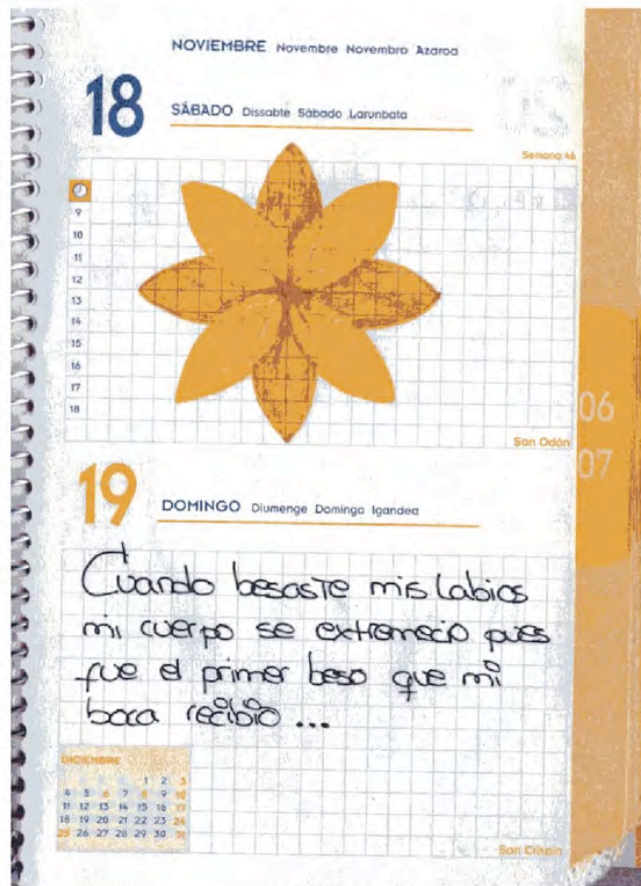 NOVIEMBRE Novembre Novembro Azaroa
18
SÁBADO Dissabte Sábado Larunbata
Semana 46
9
10
11
12
13
14
15
16
17
18
San Odón
06
07
19
DOMINGO Diumenge Domingo Igandea
Cuando besaste mis labios
mi cuerpo se extremecio pues
fue el primer beso que mi
boca recibio ...
DICIEMBRE
1 2 3
4 5 6 7 8 9 10
11 12 13 14 15 16 17
18 19 20 21 22 23 24
25 26 27 28 29 30 31
San Crispín